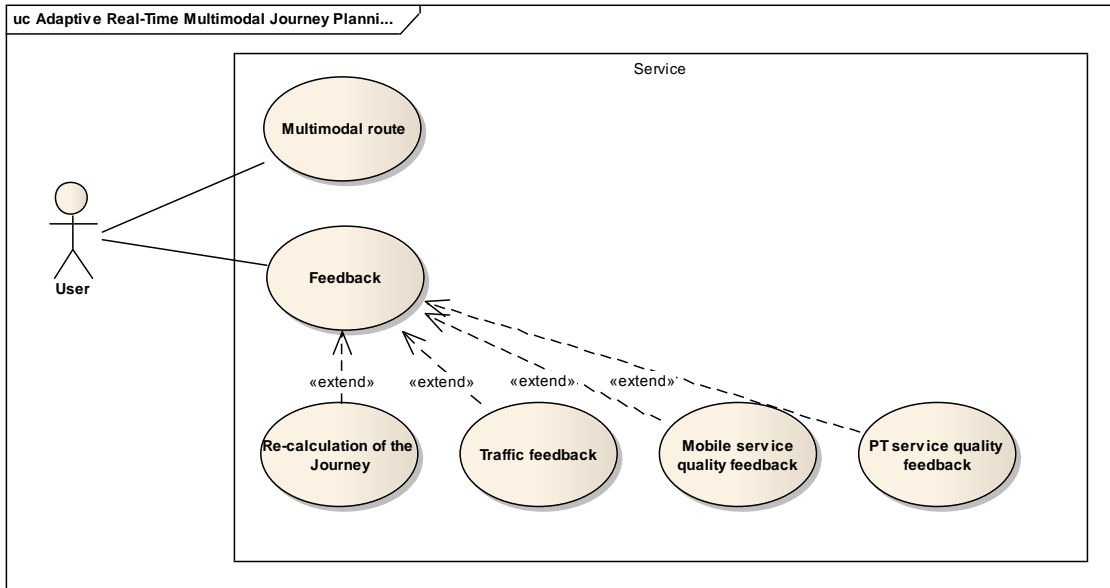 uc Adaptive Real-Time Multimodal Journey Planni...
Service
Multimodal route
User
Feedback
«extend»
«extend»
«extend»
«extend»
Re-calculation of the
Journey
Traffic feedback
Mobile service
quality feedback
PT service quality
feedback